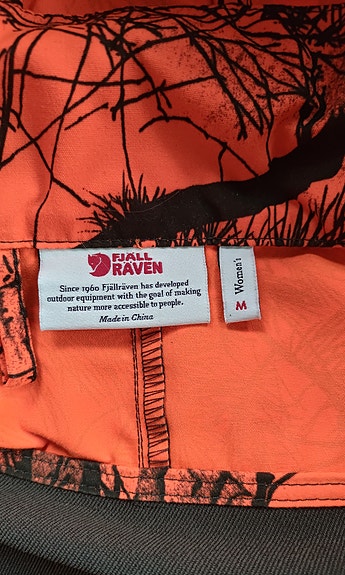 FJÄLL
RÄVEN
Since 1960 Fjällräven has developed
outdoor equipment with the goal of making
nature more accessible to people.
Made in China
Women's
M